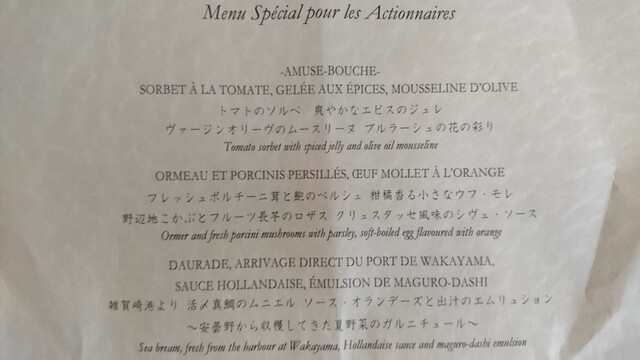 Menu Spécial pour les Actionnaires
-AMUSE-BOUCHE-
SORBET À LA TOMATE, GELÉE AUX ÉPICES, MOUSSELINE D'OLIVE
トマトのソルベ 爽やかなエピスのジュレ
ヴァージンオリーヴのムースリーヌ ブルラーシュの花の彩り
Tomato sorbet with spiced jelly and olive oil mousseline
ORMEAU ET PORCINIS PERSILLÉS, ŒUF MOLLET À L'ORANGE
フレッシュポルチーニ茸と鮑のペルシェ 柑橘香る小さなウフ・モレ
野辺地こかぶとフルーツ長芋のロザス クリュスタッセ風味のシヴェ・ソース
Ormer and fresh porcini mushrooms with parsley, soft-boiled egg flavoured with orange
DAURADE, ARRIVAGE DIRECT DU PORT DE WAKAYAMA,
SAUCE HOLLANDAISE, ÉMULSION DE MAGURO-DASHI
雑賀崎港より 活〆真鯛のムニエル ソース・オランデーズと出汁のエムリュション
～安曇野から収穫してきた夏野菜のガルニチュール～
Sea bream, fresh from the harbour at Wakayama, Hollandaise sauce and maguro-dashi emulsion